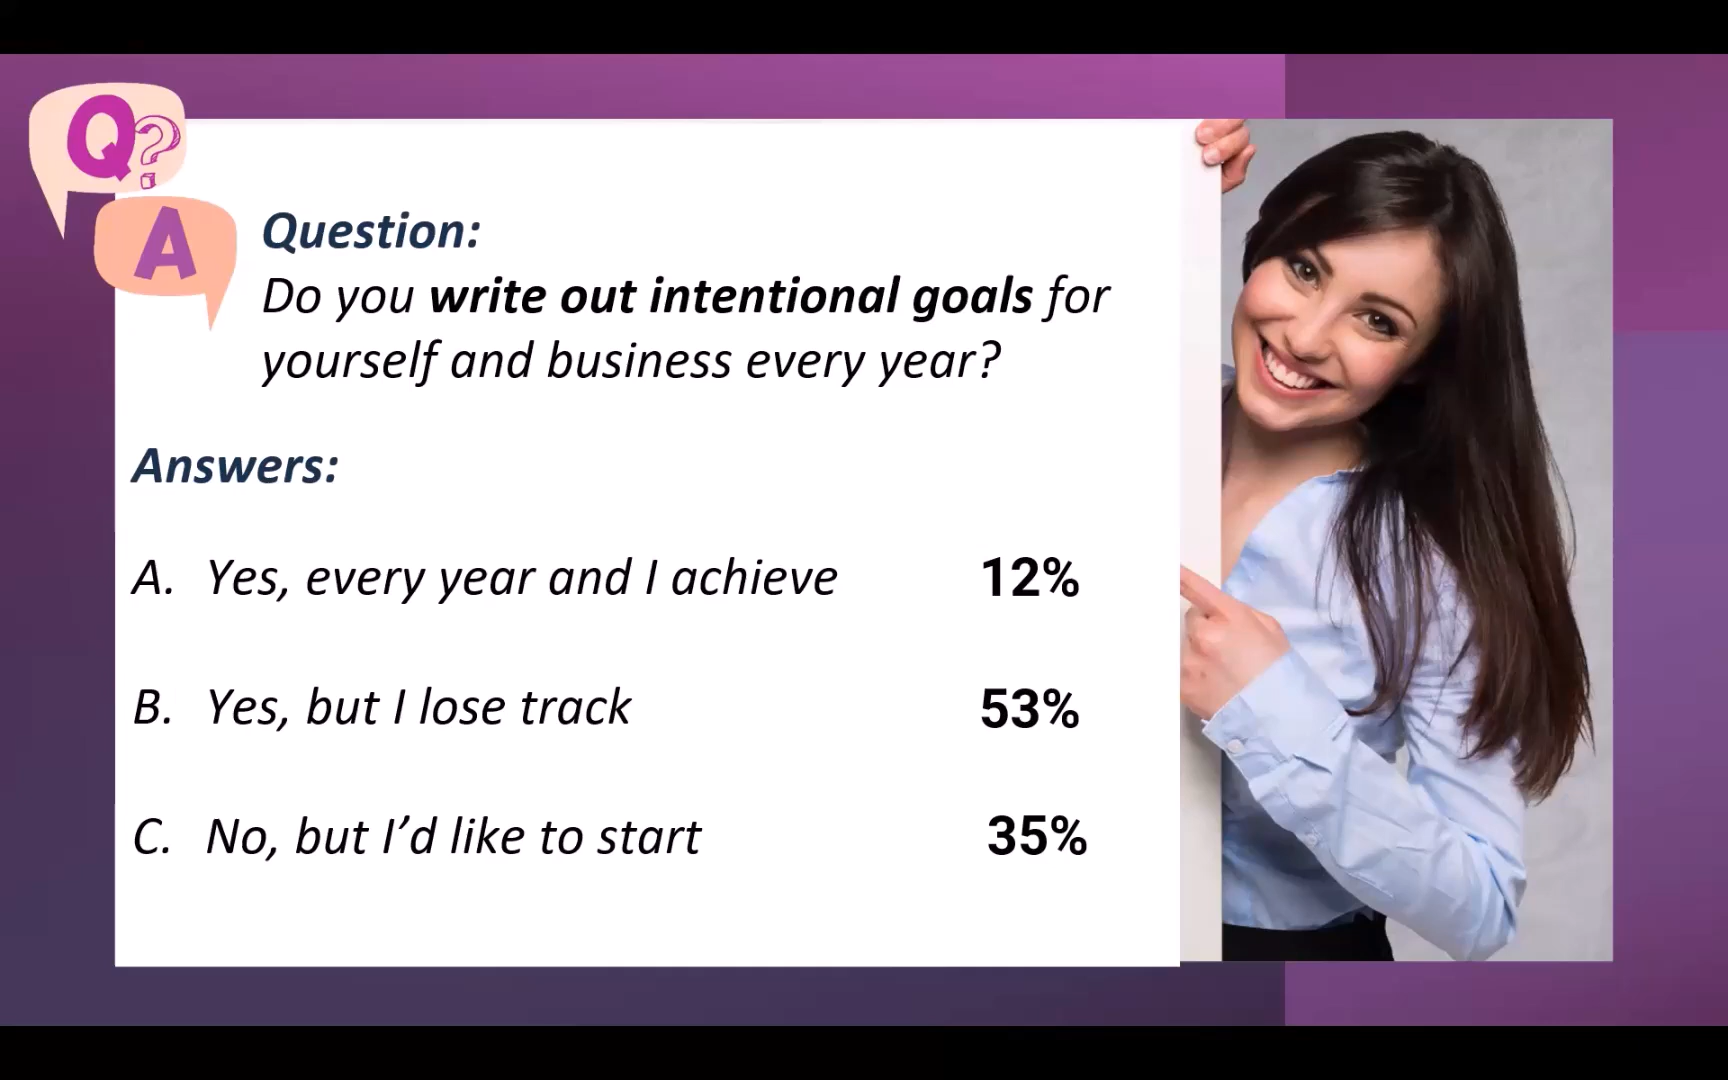 Q?
A
Question:
Do you write out intentional goals for
yourself and business every year?
Answers:
A. Yes, every year and I achieve 12%
B. Yes, but I lose track 53%
C. No, but I’d like to start 35%